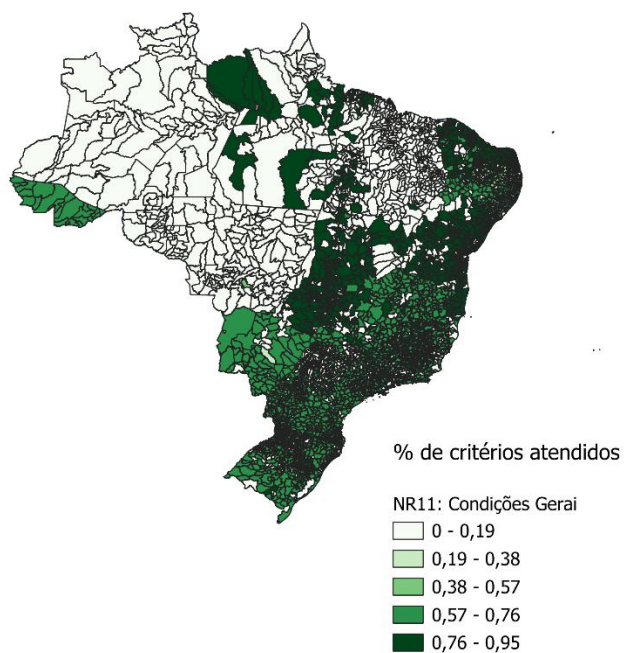 % de critérios atendidos
NR11: Condições Gerai
0 - 0,19
0,19 - 0,38
0,38 - 0,57
0,57 - 0,76
0,76 - 0,95